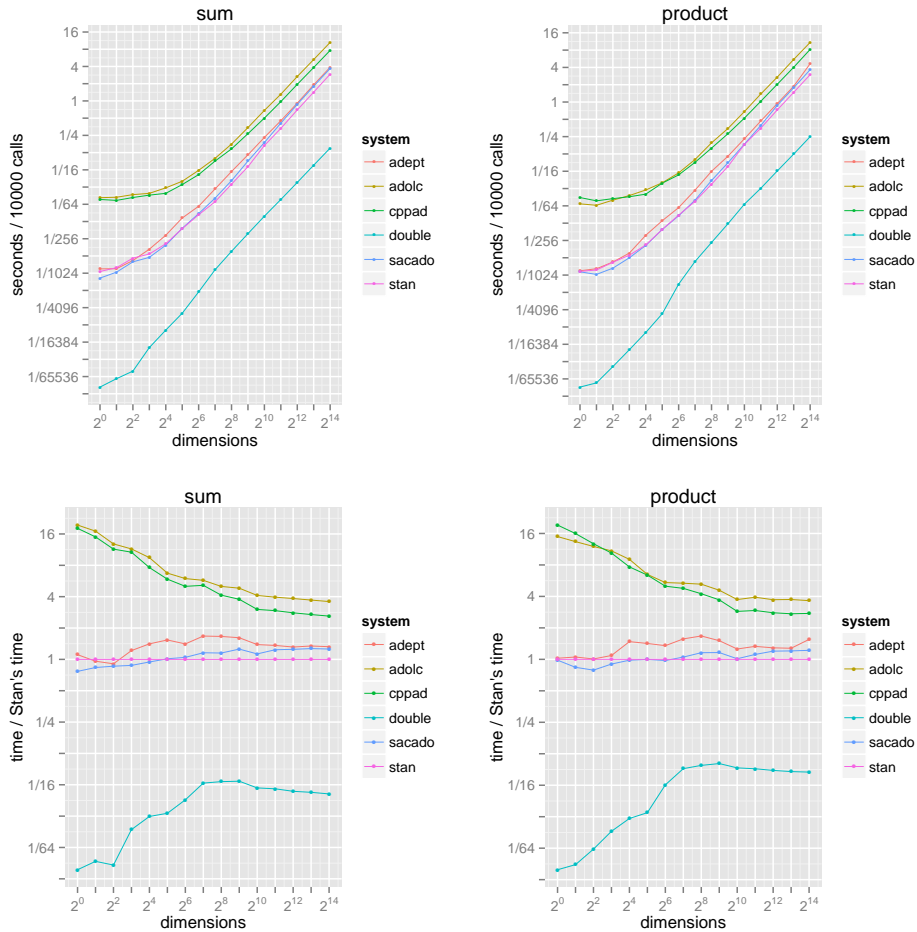 sum
16
4
1
1/4
1/16
1/64
1/256
1/1024
1/4096
1/16384
1/65536
seconds / 10000 calls
2^0 2^2 2^4 2^6 2^8 2^10 2^12 2^14
dimensions
system
adept
adolc
cppad
double
sacado
stan
product
16
4
1
1/4
1/16
1/64
1/256
1/1024
1/4096
1/16384
1/65536
seconds / 10000 calls
2^0 2^2 2^4 2^6 2^8 2^10 2^12 2^14
dimensions
system
adept
adolc
cppad
double
sacado
stan
sum
16
4
1
1/4
1/16
1/64
time / Stan's time
2^0 2^2 2^4 2^6 2^8 2^10 2^12 2^14
dimensions
system
adept
adolc
cppad
double
sacado
stan
product
16
4
1
1/4
1/16
1/64
time / Stan's time
2^0 2^2 2^4 2^6 2^8 2^10 2^12 2^14
dimensions
system
adept
adolc
cppad
double
sacado
stan